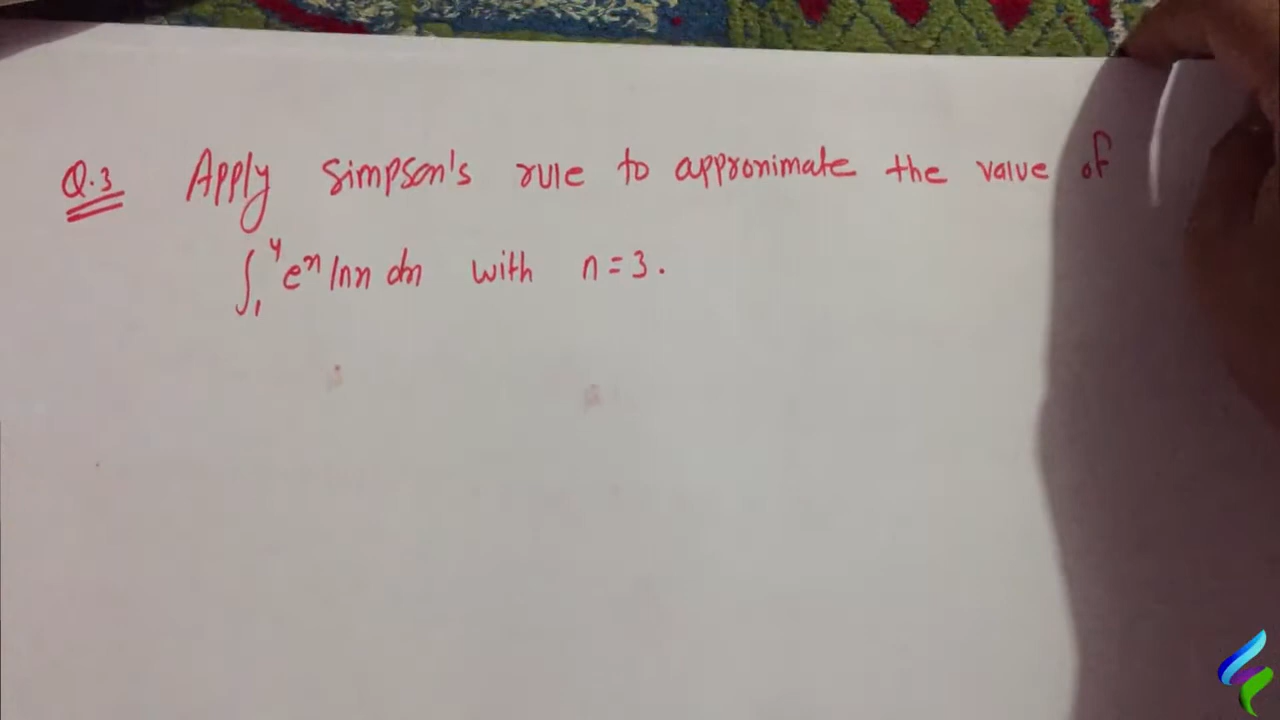 Q.3 Apply Simpson's rule to approximate the value of
∫₁⁴ eˣ lnx dx with n = 3.